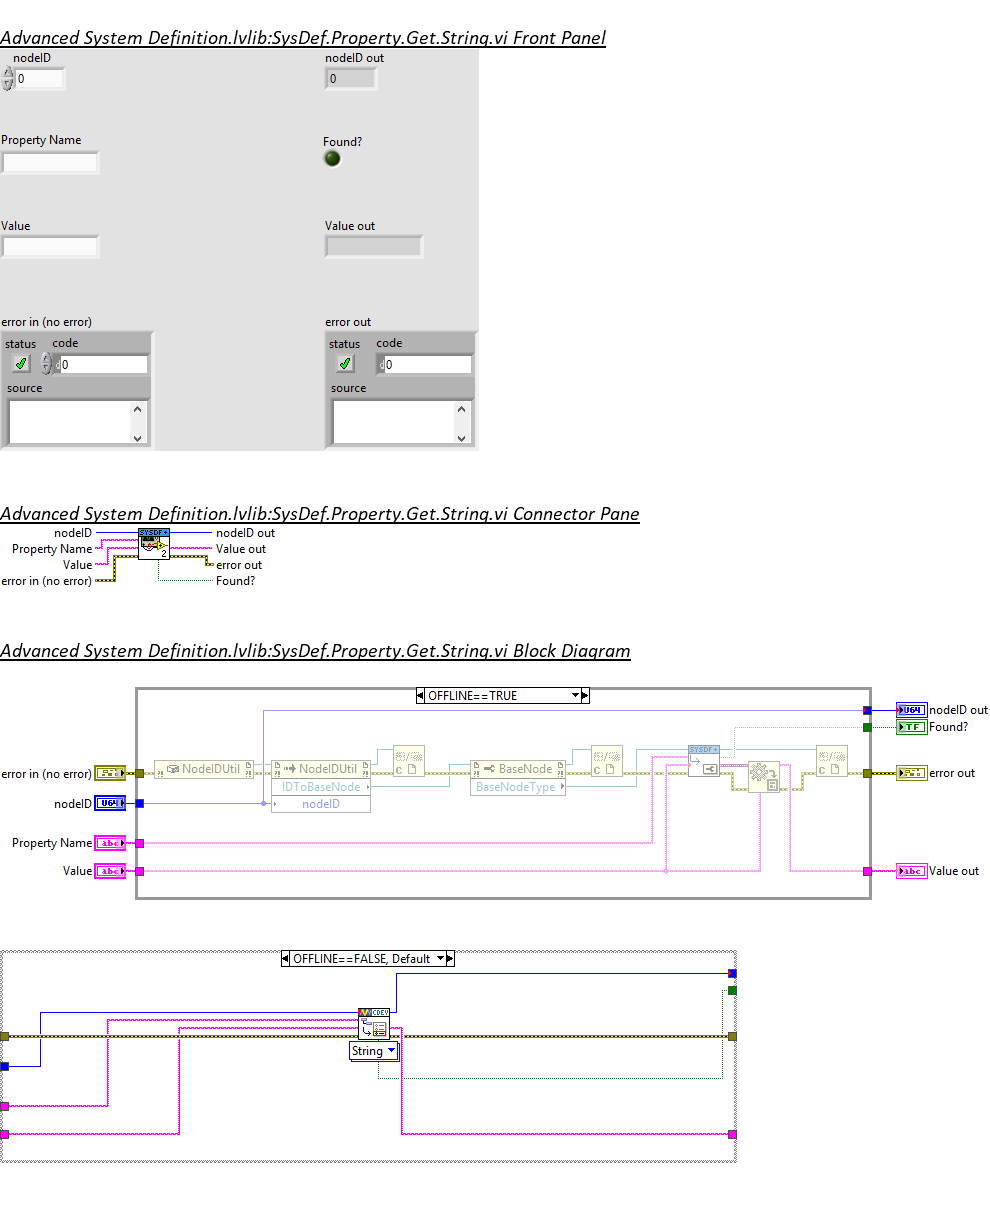 Advanced System Definition.lvlib:SysDef.Property.Get.String.vi Front Panel
nodeID
nodeID out
0
0
Property Name
Found?
Value
Value out
error in (no error)
error out
status code
status code
0
0
source
source
Advanced System Definition.lvlib:SysDef.Property.Get.String.vi Connector Pane
nodeID
SYSDF+
nodeID out
Property Name
Value out
Value
2
error out
error in (no error)
Found?
Advanced System Definition.lvlib:SysDef.Property.Get.String.vi Block Diagram
OFFLINE==TRUE
U64
nodeID out
TF
Found?
SYSDF+
error in (no error)
NodeIDUtil
NodeIDUtil
BaseNode
error out
IDToBaseNode
BaseNodeType
nodeID
U64
nodeID
Property Name
abc
Value
abc
abc
Value out
OFFLINE==FALSE, Default
CDEV
String